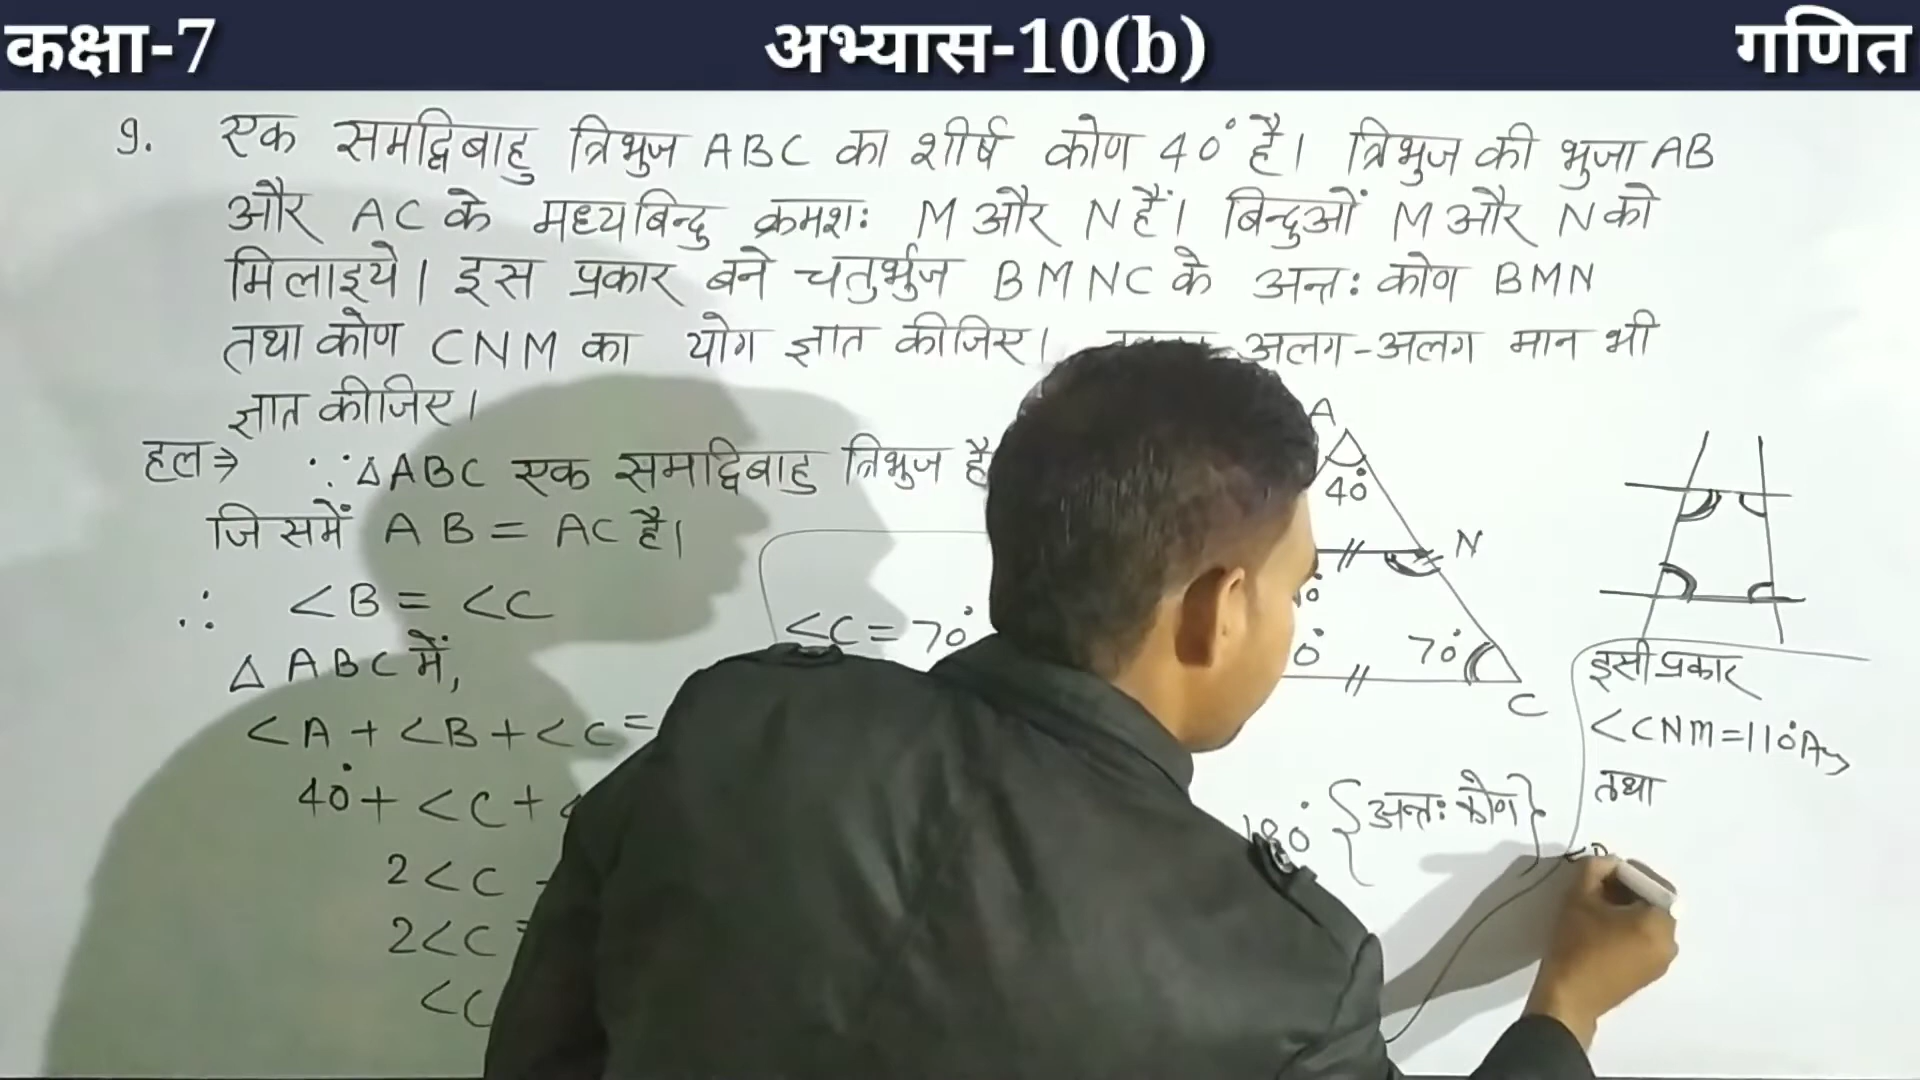 कक्षा-7 अभ्यास-10(b) गणित
9. एक समद्विबाहु त्रिभुज ABC का शीर्ष कोण 40° है। त्रिभुज की भुजा AB
और AC के मध्यबिन्दु क्रमशः M और N हैं। बिन्दुओं M और N को
मिलाइये। इस प्रकार बने चतुर्भुज BMNC के अन्तः कोण BMN
तथा कोण CNM का योग ज्ञात कीजिए। अलग-अलग मान भी
ज्ञात कीजिए।
हल⇒ ∵ ΔABC एक समद्विबाहु त्रिभुज है
जिसमें AB = AC है।
∴ <B = <C
Δ ABC में,
<A + <B + <C =
40° + <C +
2<C
2<C =
<C
<C = 70°
A
40°
N
70°
C
180° {अन्तः कोण}
इसी प्रकार
<CNM = 110° Ans
तथा